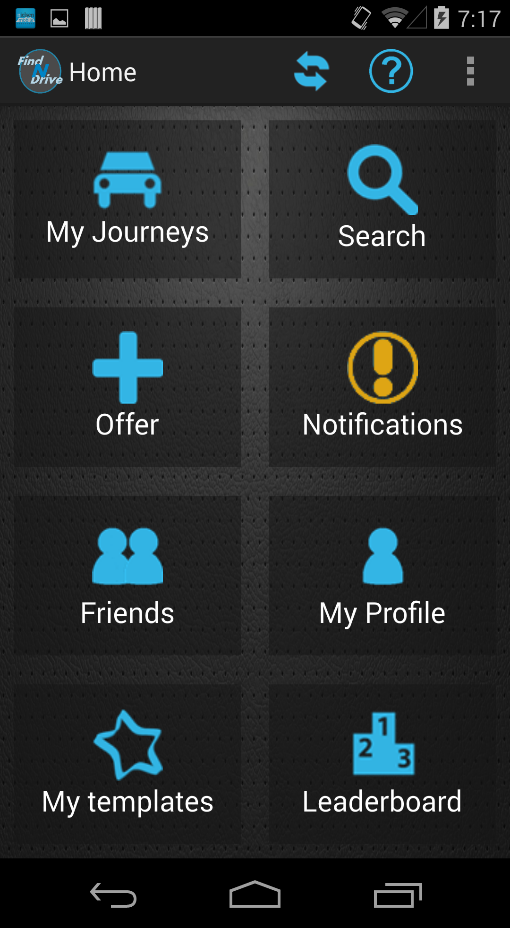 7:17
Find
N
Drive
Home
?
My Journeys
Search
Offer
!
Notifications
Friends
My Profile
My templates
1
2
3
Leaderboard